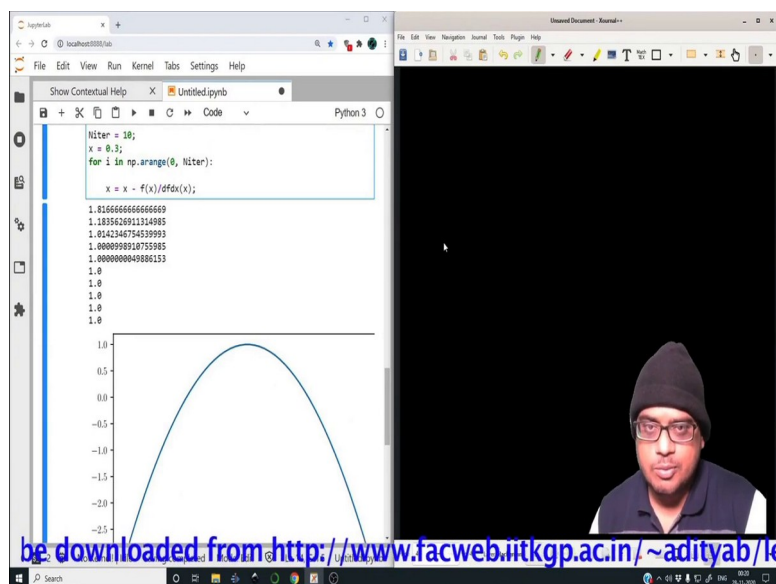 JupyterLab
localhost:8888/lab
File Edit View Run Kernel Tabs Settings Help
Show Contextual Help
Untitled.ipynb
Code
Python 3
Niter = 10;
x = 0.3;
for i in np.arange(0, Niter):
x = x - f(x)/dfdx(x);
1.8166666666666669
1.1835626911314985
1.0142346754539993
1.0000998910755985
1.0000000049886153
1.0
1.0
1.0
1.0
1.0
1.0
0.5
0.0
−0.5
−1.0
−1.5
−2.0
−2.5
Unsaved Document - Xournal++
File Edit View Navigation Journal Tools Plugin Help
be downloaded from http://www.facweb.iitkgp.ac.in/~adityab/le
Search
ENG
00:20